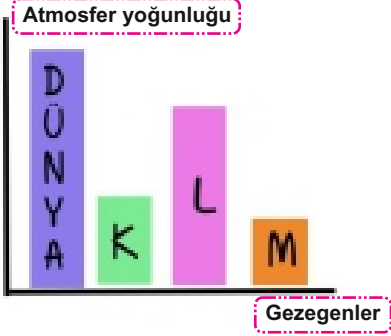 Atmosfer yoğunluğu
DÜNYA
K
L
M
Gezegenler